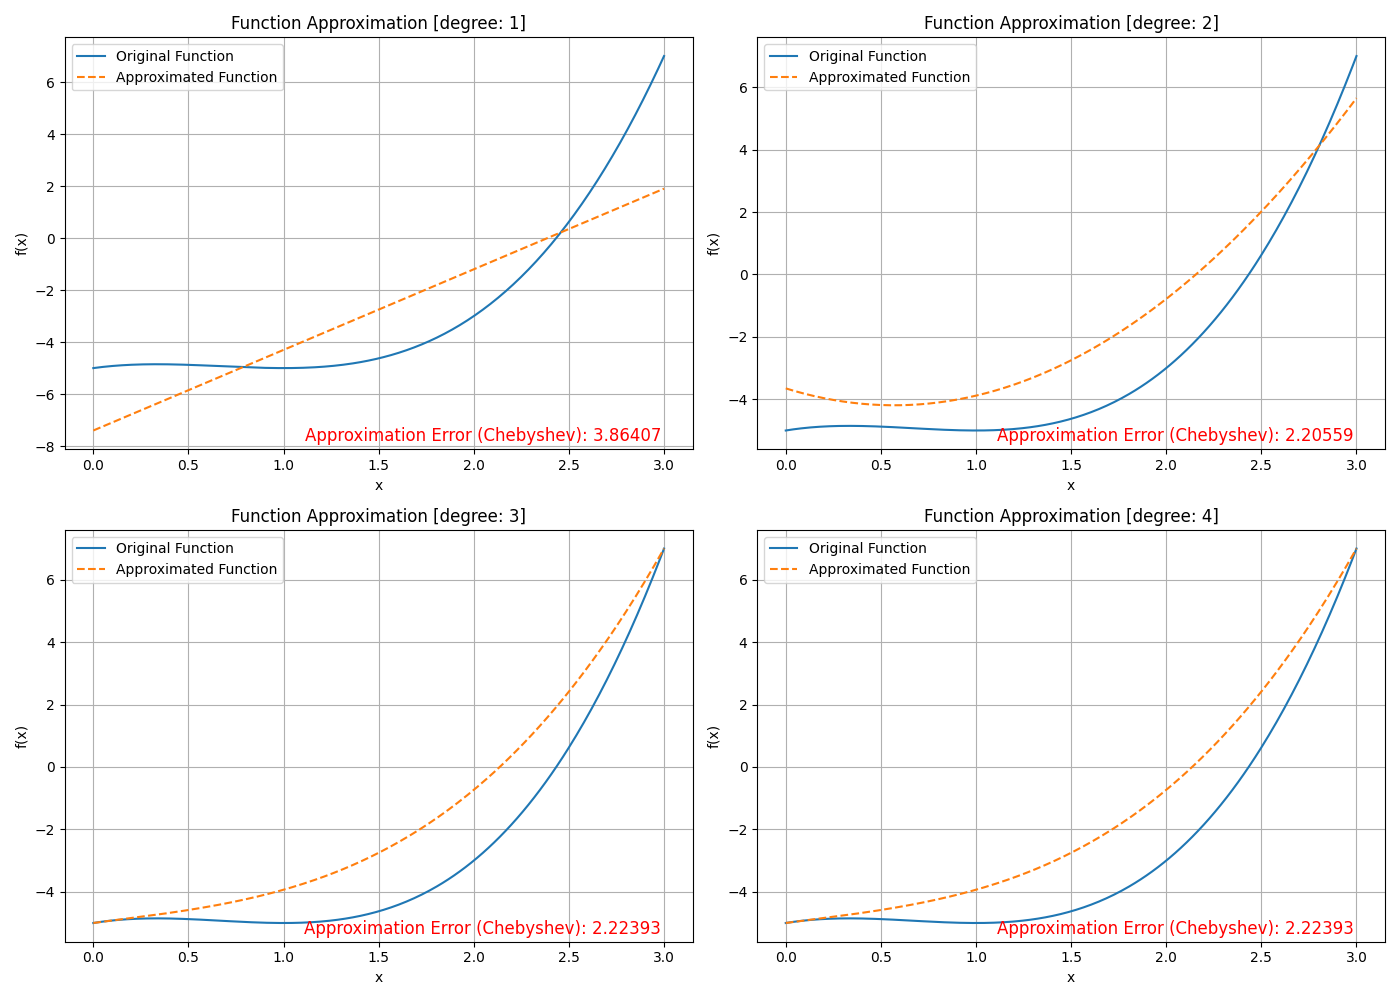 Function Approximation [degree: 1]
Original Function
Approximated Function
f(x)
6
4
2
0
−2
−4
−6
−8
Approximation Error (Chebyshev): 3.86407
0.0 0.5 1.0 1.5 2.0 2.5 3.0
x
Function Approximation [degree: 2]
Original Function
Approximated Function
f(x)
6
4
2
0
−2
−4
Approximation Error (Chebyshev): 2.20559
0.0 0.5 1.0 1.5 2.0 2.5 3.0
x
Function Approximation [degree: 3]
Original Function
Approximated Function
f(x)
6
4
2
0
−2
−4
Approximation Error (Chebyshev): 2.22393
0.0 0.5 1.0 1.5 2.0 2.5 3.0
x
Function Approximation [degree: 4]
Original Function
Approximated Function
f(x)
6
4
2
0
−2
−4
Approximation Error (Chebyshev): 2.22393
0.0 0.5 1.0 1.5 2.0 2.5 3.0
x